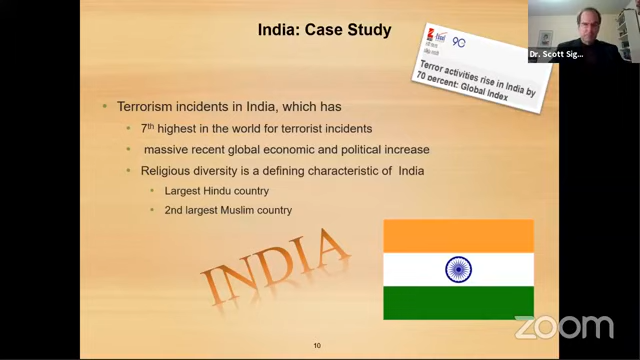 India: Case Study
Terror activities rise in India by
70 percent: Global Index
Dr. Scott Sig...
• Terrorism incidents in India, which has
• 7th highest in the world for terrorist incidents
• massive recent global economic and political increase
• Religious diversity is a defining characteristic of India
• Largest Hindu country
• 2nd largest Muslim country
INDIA
zoom
10